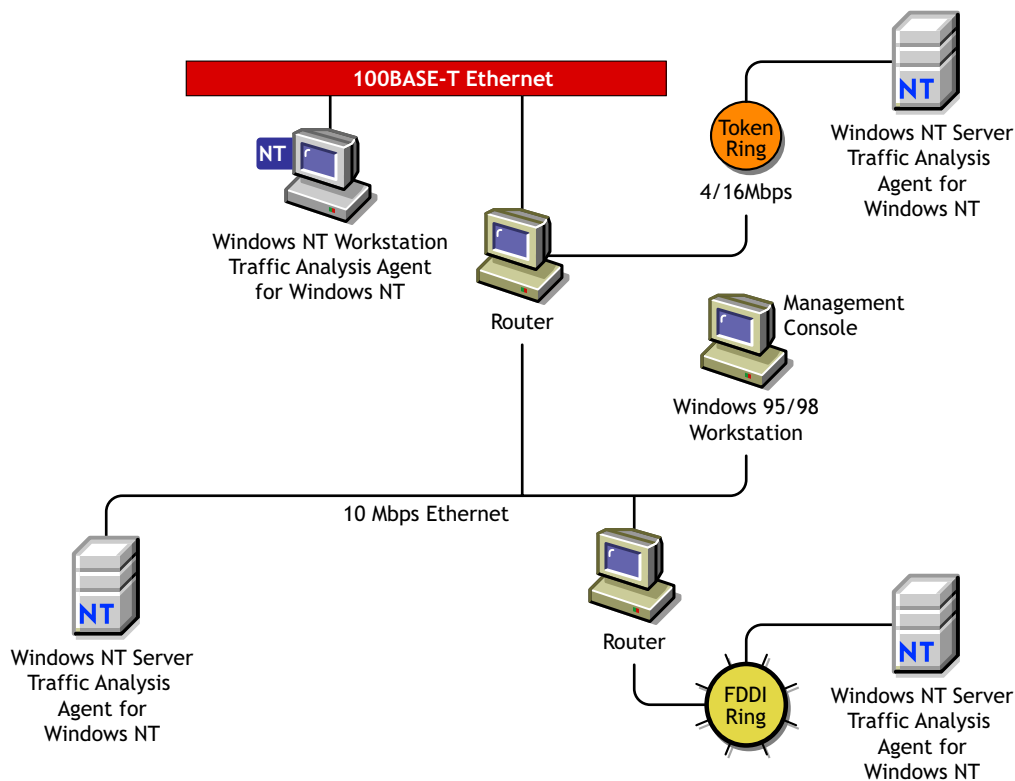 100BASE-T Ethernet
NT
Windows NT Workstation
Traffic Analysis Agent
for Windows NT
Router
Token
Ring
4/16Mbps
NT
Windows NT Server
Traffic Analysis
Agent for
Windows NT
Management
Console
Windows 95/98
Workstation
10 Mbps Ethernet
NT
Windows NT Server
Traffic Analysis
Agent for
Windows NT
Router
FDDI
Ring
NT
Windows NT Server
Traffic Analysis
Agent for
Windows NT